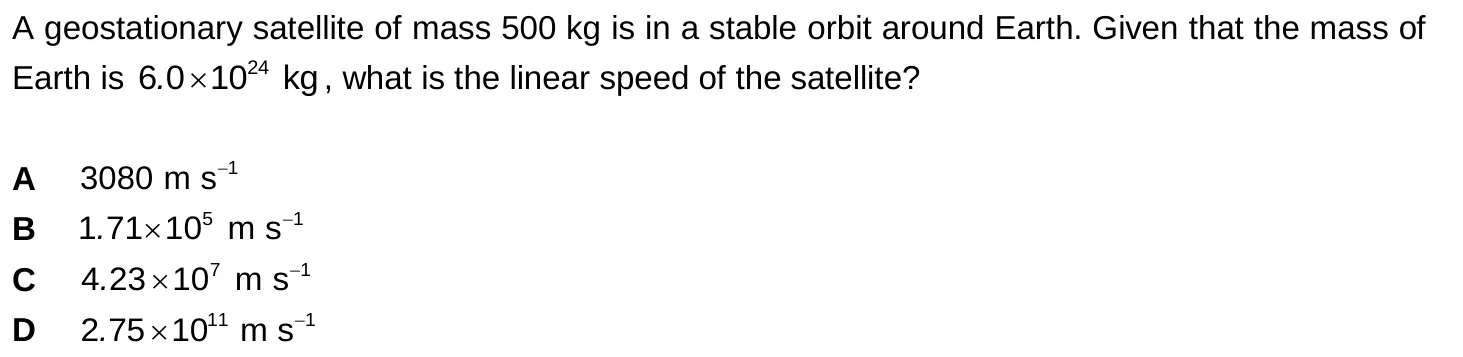 A geostationary satellite of mass 500 kg is in a stable orbit around Earth. Given that the mass of
Earth is 6.0×10²⁴ kg, what is the linear speed of the satellite?
A 3080 m s⁻¹
B 1.71×10⁵ m s⁻¹
C 4.23×10⁷ m s⁻¹
D 2.75×10¹¹ m s⁻¹